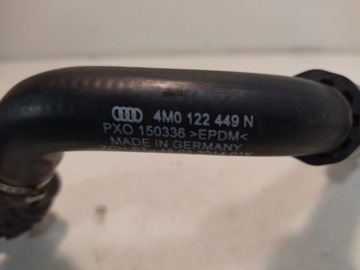 4M0 122 449 N
PXO 150336 >EPDM<
MADE IN GERMANY